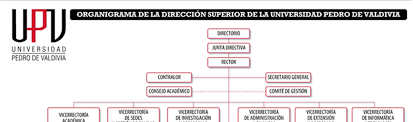 UPV
UNIVERSIDAD
PEDRO DE VALDIVIA
ORGANIGRAMA DE LA DIRECCIÓN SUPERIOR DE LA UNIVERSIDAD PEDRO DE VALDIVIA
DIRECTORIO
JUNTA DIRECTIVA
RECTOR
CONTRALOR
SECRETARIO GENERAL
CONSEJO ACADÉMICO
COMITÉ DE GESTIÓN
VICERRECTORÍA
ACADÉMICA
VICERRECTORÍA
DE SEDES
VICERRECTORÍA
DE INVESTIGACIÓN
VICERRECTORÍA
DE ADMINISTRACIÓN
VICERRECTORÍA
DE EXTENSIÓN
VICERRECTORÍA
DE INFORMÁTICA